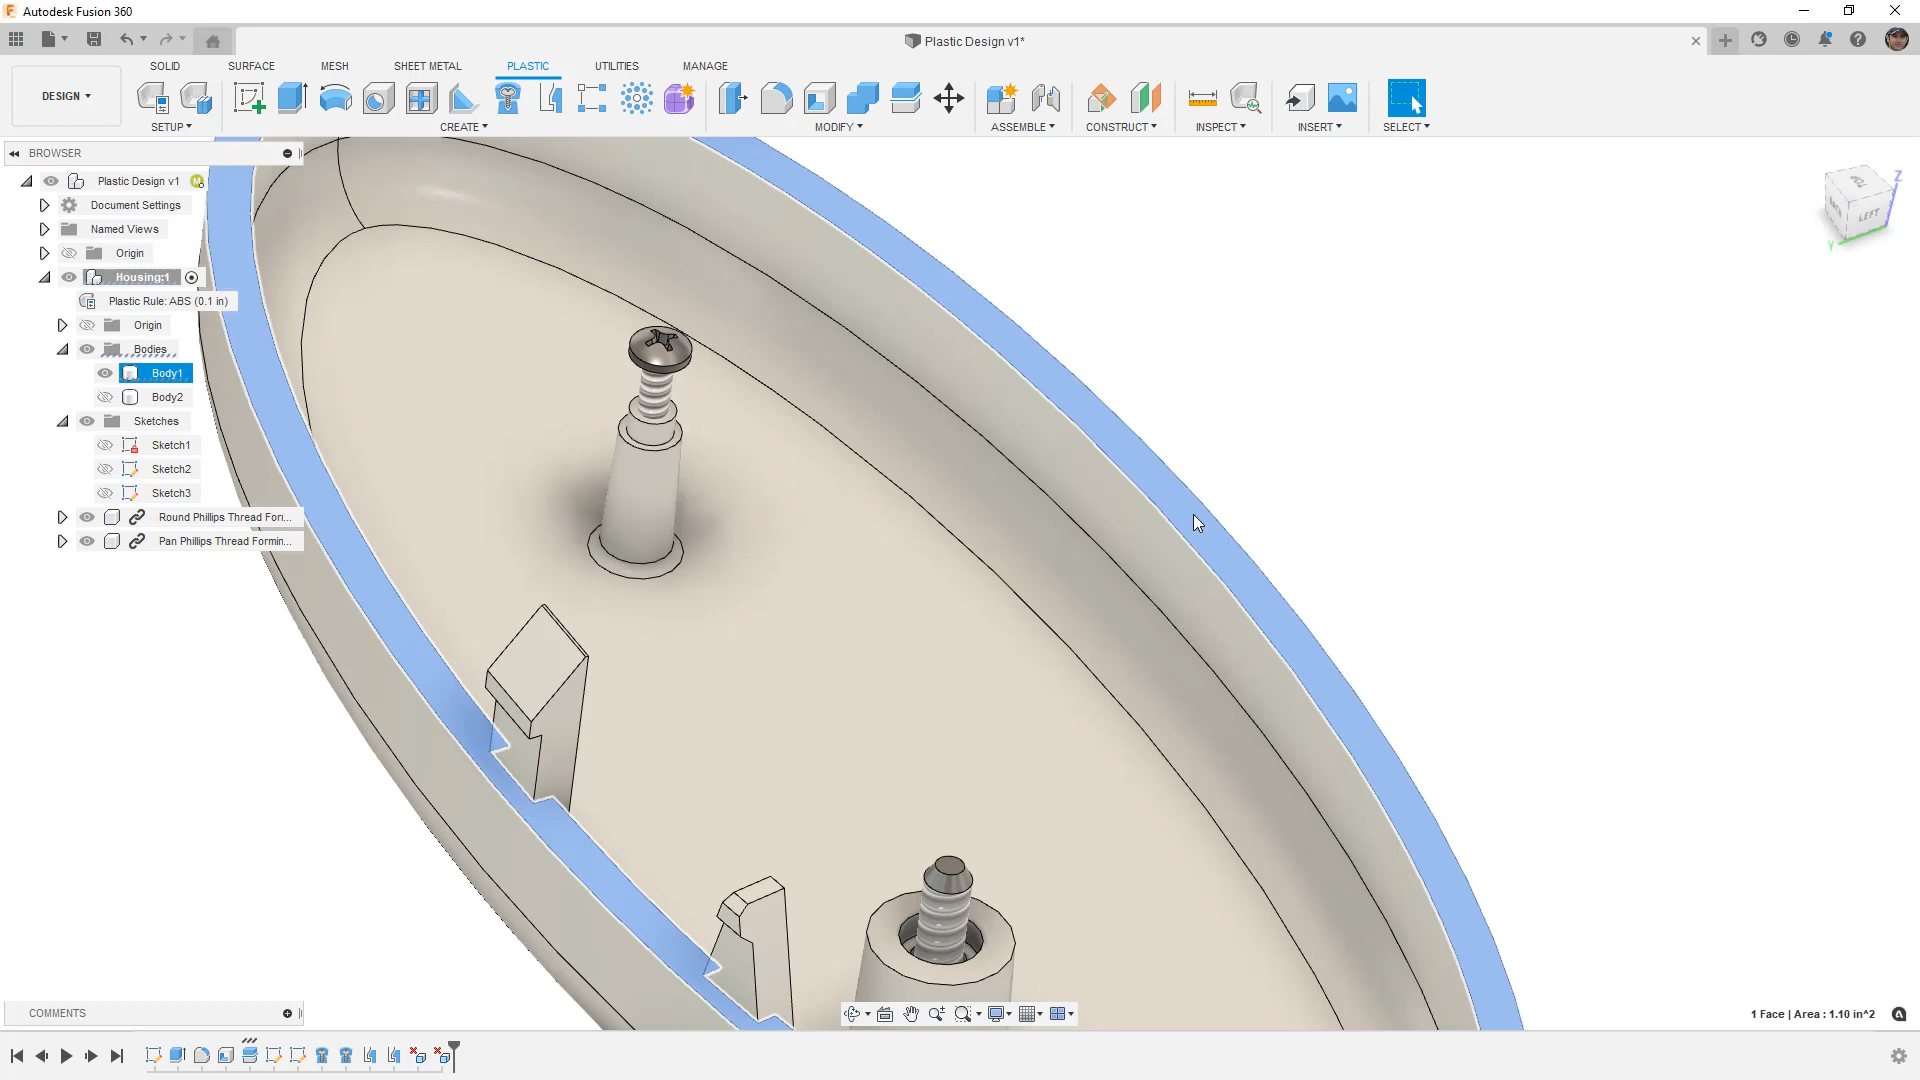 Autodesk Fusion 360
Plastic Design v1*
SOLID SURFACE MESH SHEET METAL PLASTIC UTILITIES MANAGE
DESIGN
SETUP CREATE MODIFY ASSEMBLE CONSTRUCT INSPECT INSERT SELECT
BROWSER
Plastic Design v1
M
Document Settings
Named Views
Origin
Housing:1
Plastic Rule: ABS (0.1 in)
Origin
Bodies
Body1
Body2
Sketches
Sketch1
Sketch2
Sketch3
Round Phillips Thread For...
Pan Phillips Thread Formin...
TOP
LEFT
Z
Y
COMMENTS
1 Face | Area : 1.10 in^2